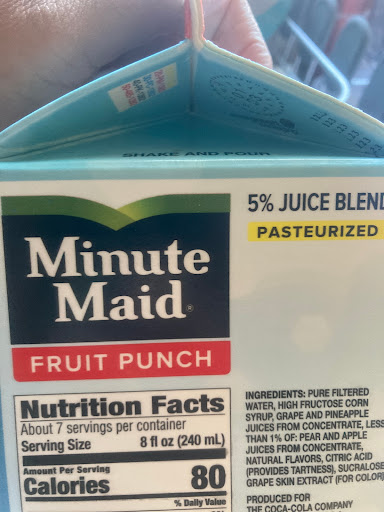 SHAKE AND POUR
5% JUICE BLEND
PASTEURIZED
Minute
Maid®
FRUIT PUNCH
Nutrition Facts
About 7 servings per container
Serving Size 8 fl oz (240 mL)
Amount Per Serving
Calories 80
% Daily Value
INGREDIENTS: PURE FILTERED
WATER, HIGH FRUCTOSE CORN
SYRUP, GRAPE AND PINEAPPLE
JUICES FROM CONCENTRATE, LESS
THAN 1% OF: PEAR AND APPLE
JUICES FROM CONCENTRATE,
NATURAL FLAVORS, CITRIC ACID
(PROVIDES TARTNESS), SUCRALOSE
GRAPE SKIN EXTRACT (FOR COLOR)
PRODUCED FOR
THE COCA-COLA COMPANY